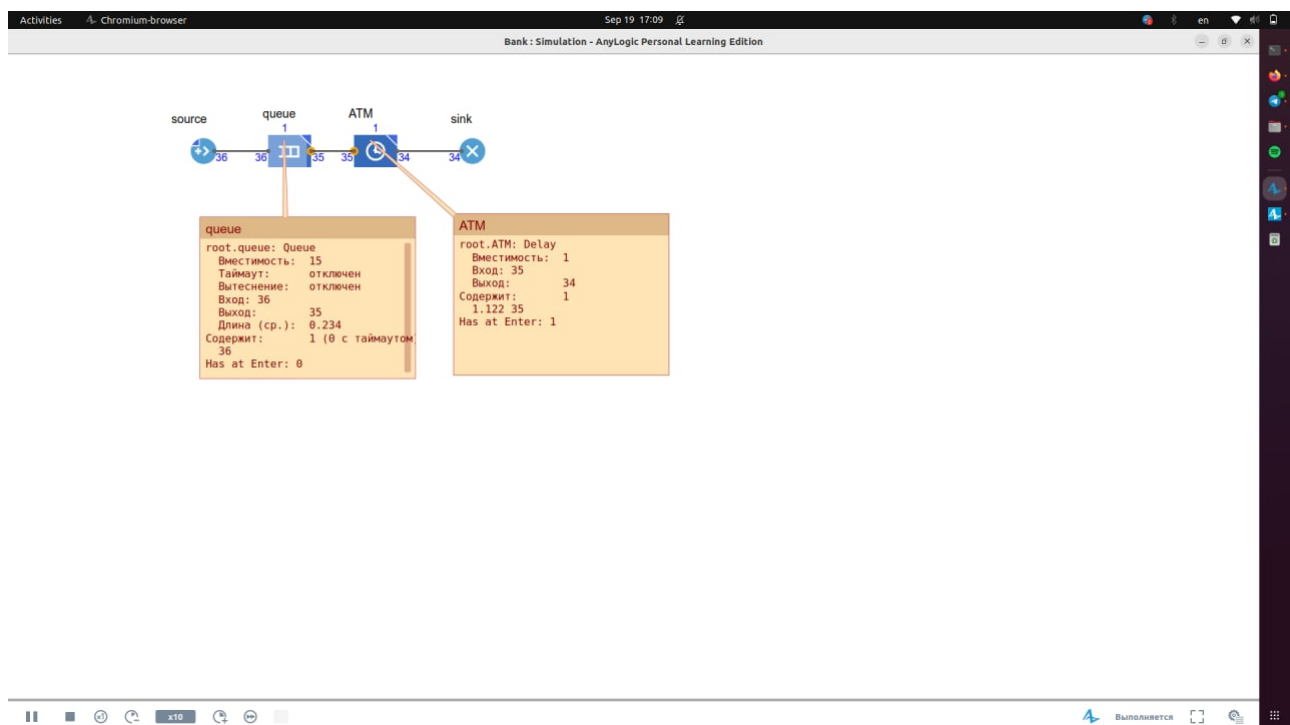 Activities Chromium-browser Sep 19 17:09 en
Bank : Simulation - AnyLogic Personal Learning Edition
source queue ATM sink
1 1
36 36 35 35 34 34
queue
root.queue: Queue
Вместимость: 15
Таймаут: отключен
Вытеснение: отключен
Вход: 36
Выход: 35
Длина (ср.): 0.234
Содержит: 1 (0 с таймаутом
36
Has at Enter: 0
ATM
root.ATM: Delay
Вместимость: 1
Вход: 35
Выход: 34
Содержит: 1
1.122 35
Has at Enter: 1
x1 x10 Выполняется